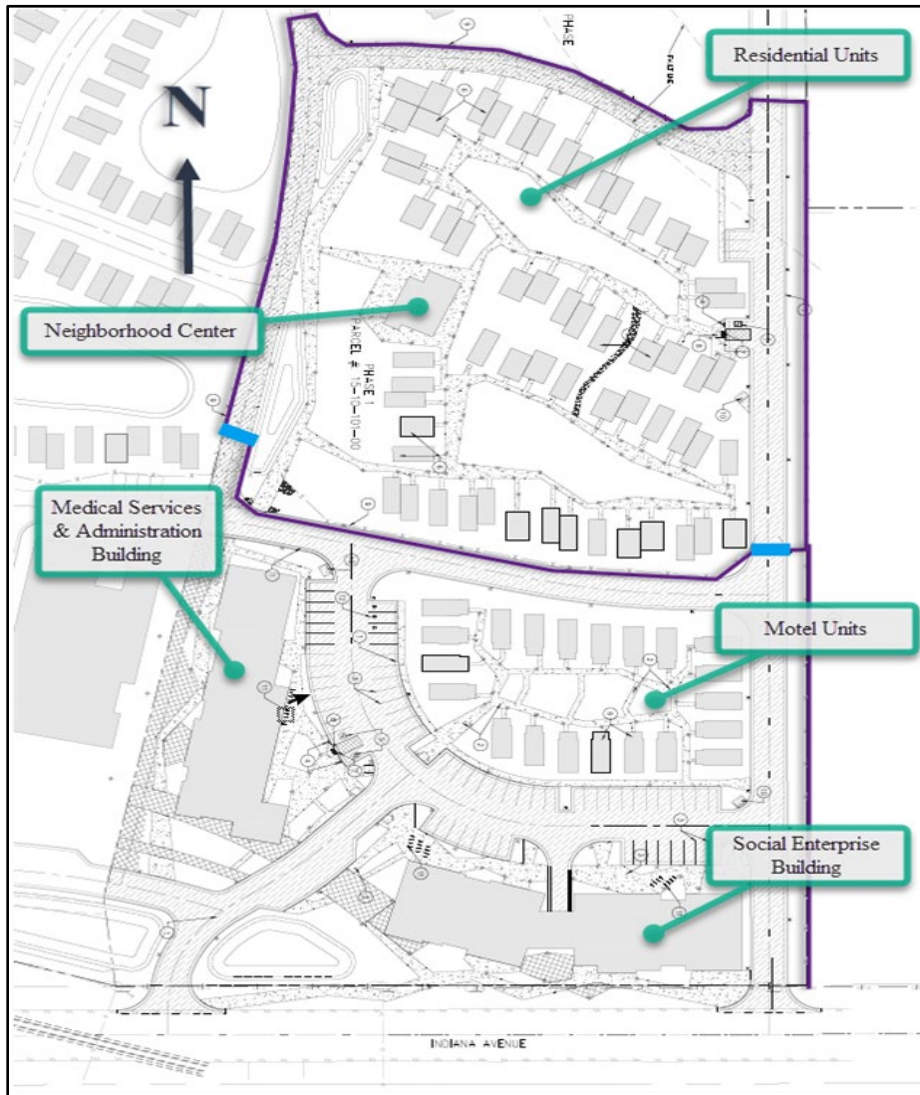 PHASE
Residential Units
N
Neighborhood Center
PHASE 1
PARCEL # 15-10-101-00
Medical Services
& Administration
Building
Motel Units
Social Enterprise
Building
INDIANA AVENUE